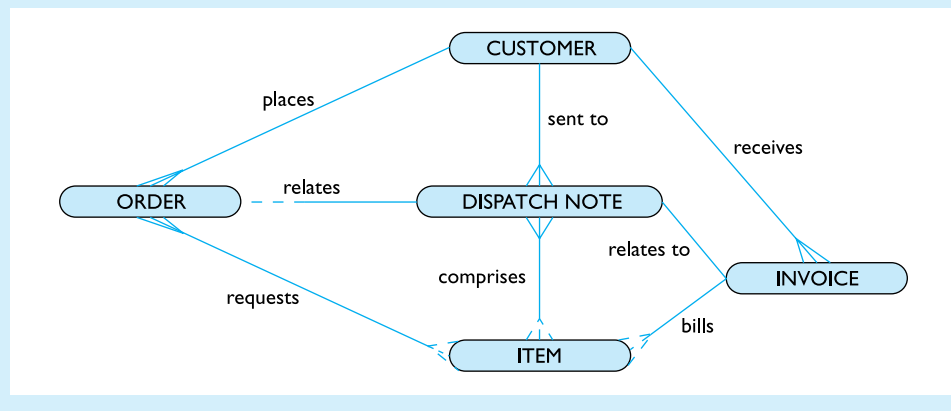 CUSTOMER
places
sent to
receives
ORDER
relates
DISPATCH NOTE
relates to
comprises
INVOICE
requests
bills
ITEM